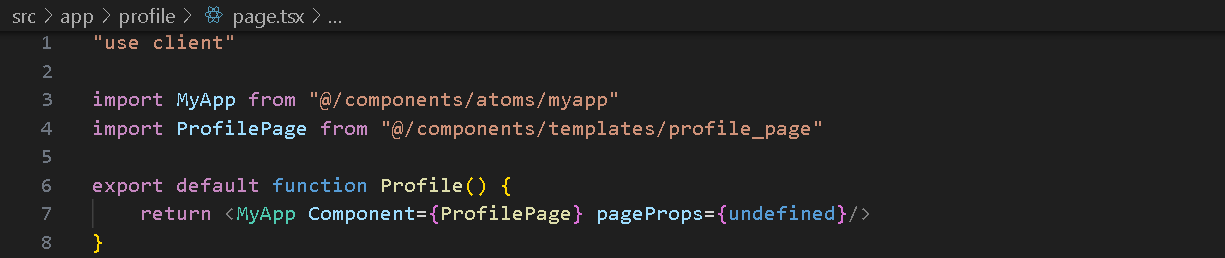 src > app > profile > page.tsx > ...
1 "use client"
2
3 import MyApp from "@/components/atoms/myapp"
4 import ProfilePage from "@/components/templates/profile_page"
5
6 export default function Profile() {
7     return <MyApp Component={ProfilePage} pageProps={undefined}/>
8 }